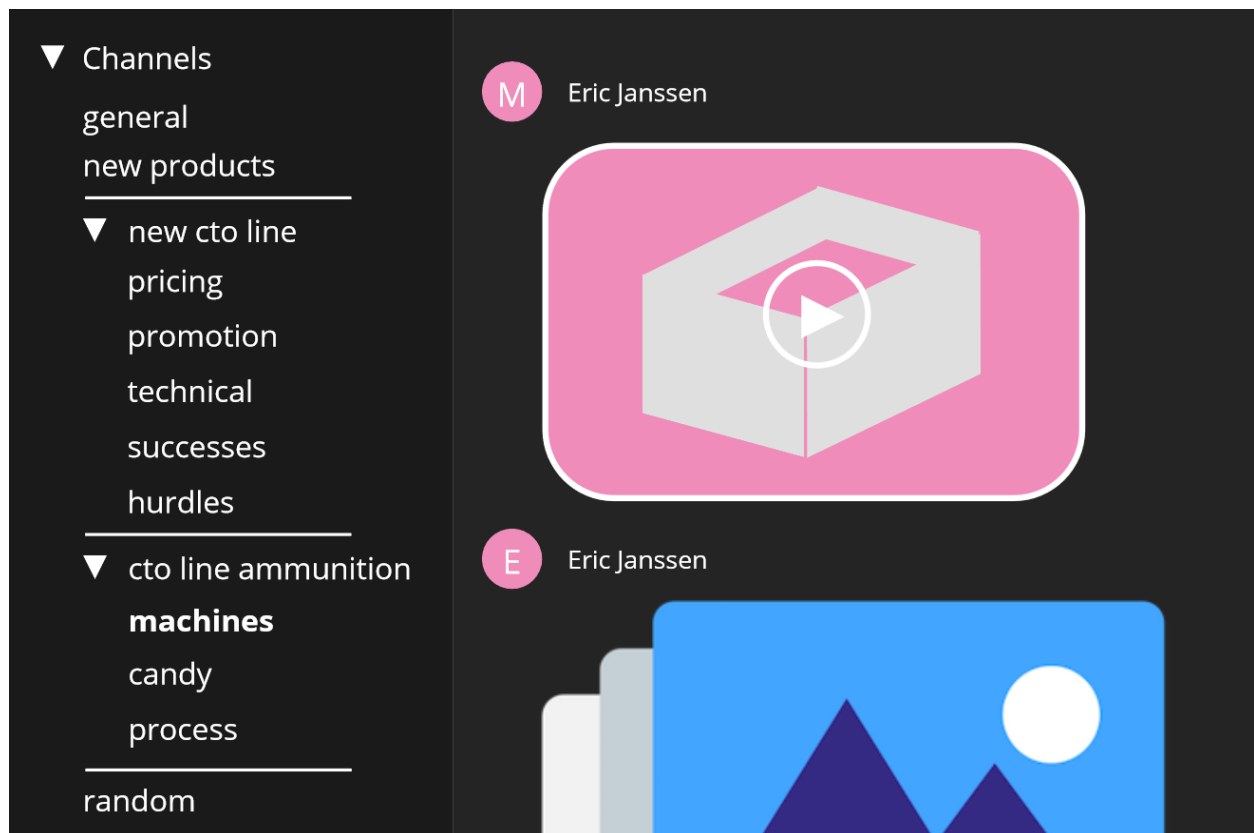 Channels
general
new products
new cto line
pricing
promotion
technical
successes
hurdles
cto line ammunition
machines
candy
process
random
M Eric Janssen
E Eric Janssen